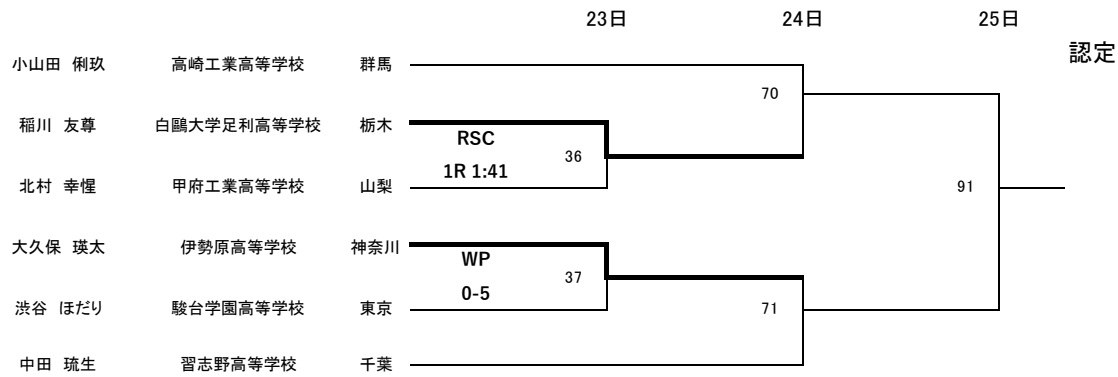 23日 24日 25日
認定
小山田 俐玖 高崎工業高等学校 群馬
70
稲川 友尊 白鷗大学足利高等学校 栃木
RSC
36
1R 1:41
北村 幸惺 甲府工業高等学校 山梨
91
大久保 瑛太 伊勢原高等学校 神奈川
WP
37
0-5
渋谷 ほだり 駿台学園高等学校 東京
71
中田 琉生 習志野高等学校 千葉